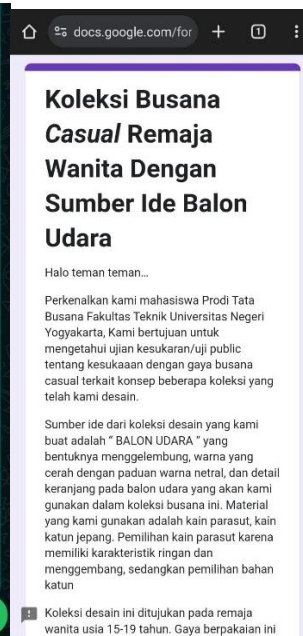 docs.google.com/for
1
Koleksi Busana
Casual Remaja
Wanita Dengan
Sumber Ide Balon
Udara
Halo teman teman...
Perkenalkan kami mahasiswa Prodi Tata
Busana Fakultas Teknik Universitas Negeri
Yogyakarta, Kami bertujuan untuk
mengetahui ujian kesukaran/uji public
tentang kesukaaan dengan gaya busana
casual terkait konsep beberapa koleksi yang
telah kami desain.
Sumber ide dari koleksi desain yang kami
buat adalah “ BALON UDARA ” yang
bentuknya menggelembung, warna yang
cerah dengan paduan warna netral, dan detail
keranjang pada balon udara yang akan kami
gunakan dalam koleksi busana ini. Material
yang kami gunakan adalah kain parasut, kain
katun jepang. Pemilihan kain parasut karena
memiliki karakteristik ringan dan
menggembang, sedangkan pemilihan bahan
katun
Koleksi desain ini ditujukan pada remaja
wanita usia 15-19 tahun. Gaya berpakaian ini